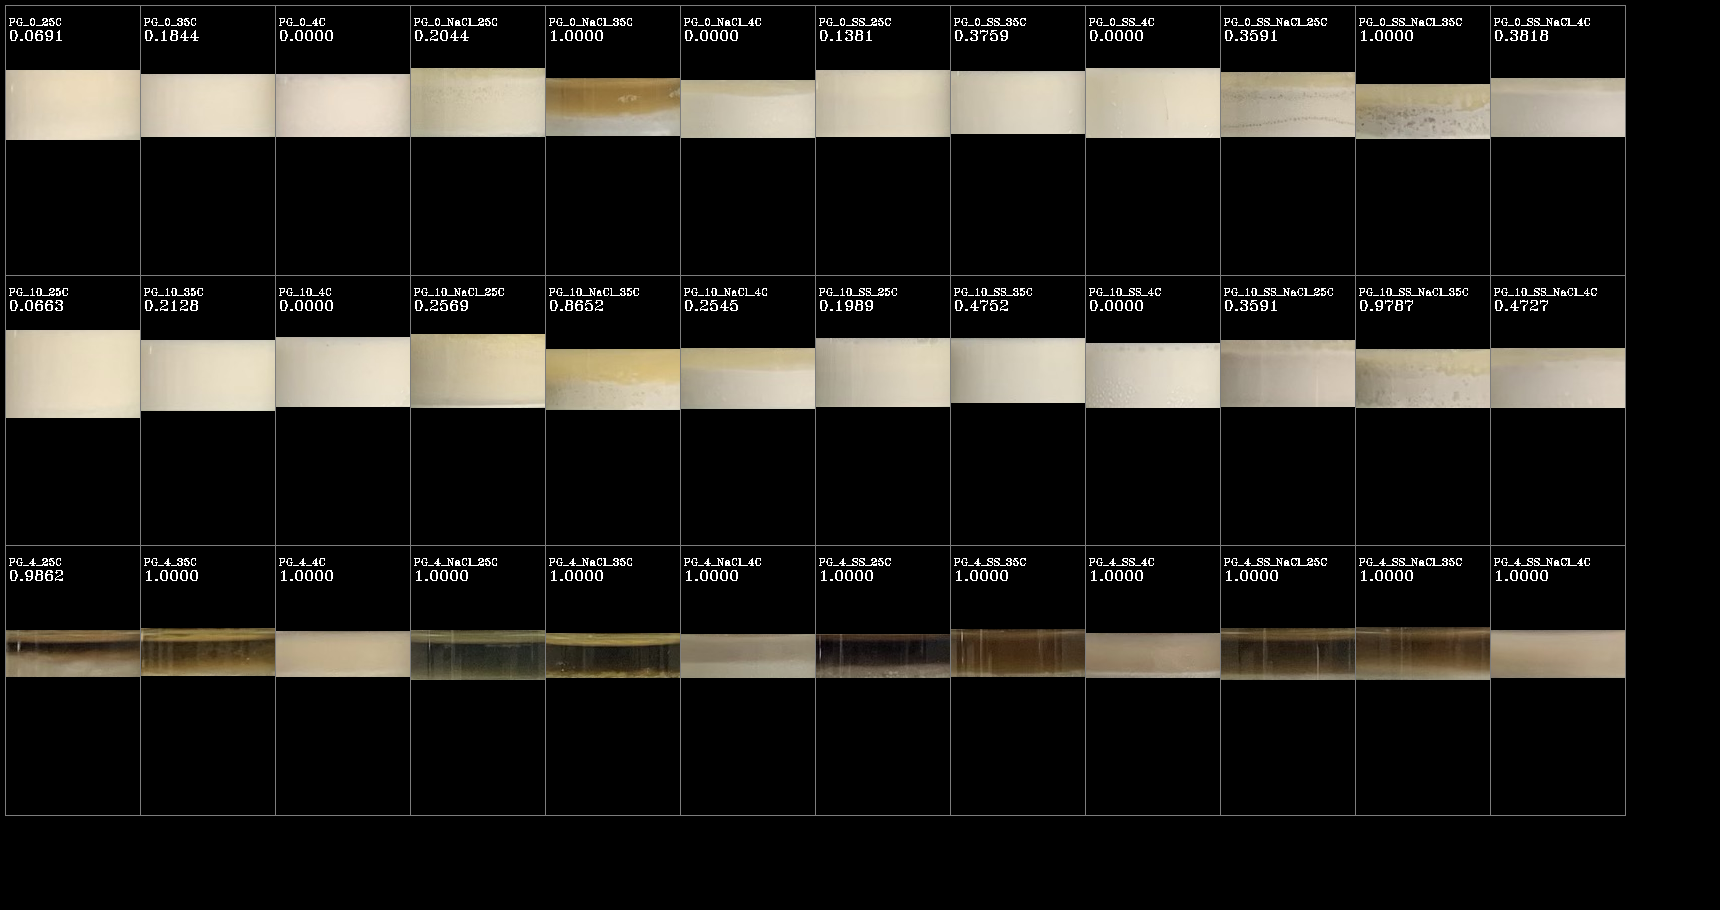 PG_0_25C
0.0691
PG_0_35C
0.1844
PG_0_4C
0.0000
PG_0_NaCl_25C
0.2044
PG_0_NaCl_35C
1.0000
PG_0_NaCl_4C
0.0000
PG_0_SS_25C
0.1381
PG_0_SS_35C
0.3759
PG_0_SS_4C
0.0000
PG_0_SS_NaCl_25C
0.3591
PG_0_SS_NaCl_35C
1.0000
PG_0_SS_NaCl_4C
0.3818
PG_10_25C
0.0663
PG_10_35C
0.2128
PG_10_4C
0.0000
PG_10_NaCl_25C
0.2569
PG_10_NaCl_35C
0.8652
PG_10_NaCl_4C
0.2545
PG_10_SS_25C
0.1989
PG_10_SS_35C
0.4752
PG_10_SS_4C
0.0000
PG_10_SS_NaCl_25C
0.3591
PG_10_SS_NaCl_35C
0.9787
PG_10_SS_NaCl_4C
0.4727
PG_4_25C
0.9862
PG_4_35C
1.0000
PG_4_4C
1.0000
PG_4_NaCl_25C
1.0000
PG_4_NaCl_35C
1.0000
PG_4_NaCl_4C
1.0000
PG_4_SS_25C
1.0000
PG_4_SS_35C
1.0000
PG_4_SS_4C
1.0000
PG_4_SS_NaCl_25C
1.0000
PG_4_SS_NaCl_35C
1.0000
PG_4_SS_NaCl_4C
1.0000